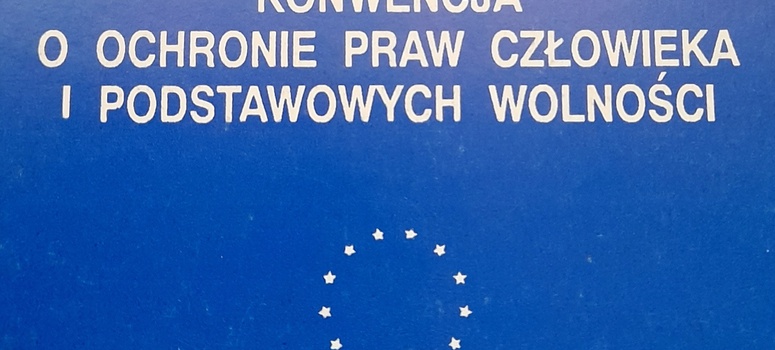 KONWENCJA
O OCHRONIE PRAW CZŁOWIEKA
I PODSTAWOWYCH WOLNOŚCI